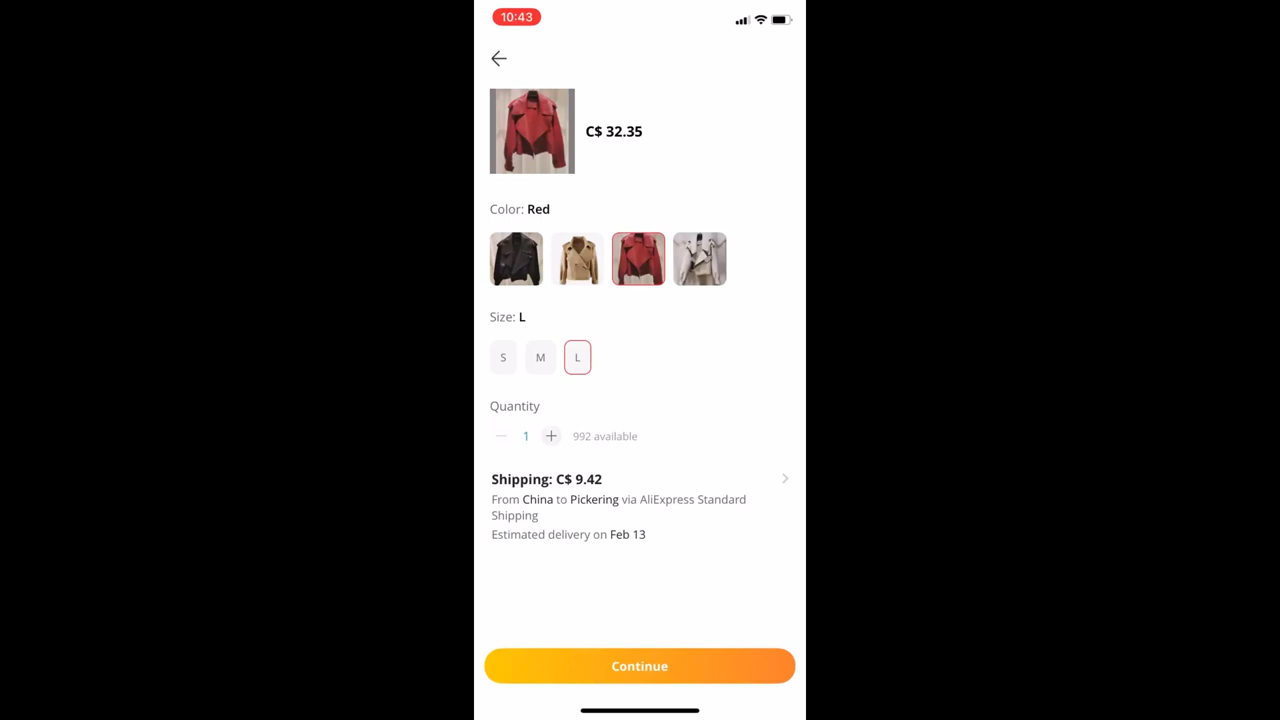 10:43
C$ 32.35
Color: Red
Size: L
S M L
Quantity
1 992 available
Shipping: C$ 9.42
From China to Pickering via AliExpress Standard
Shipping
Estimated delivery on Feb 13
Continue